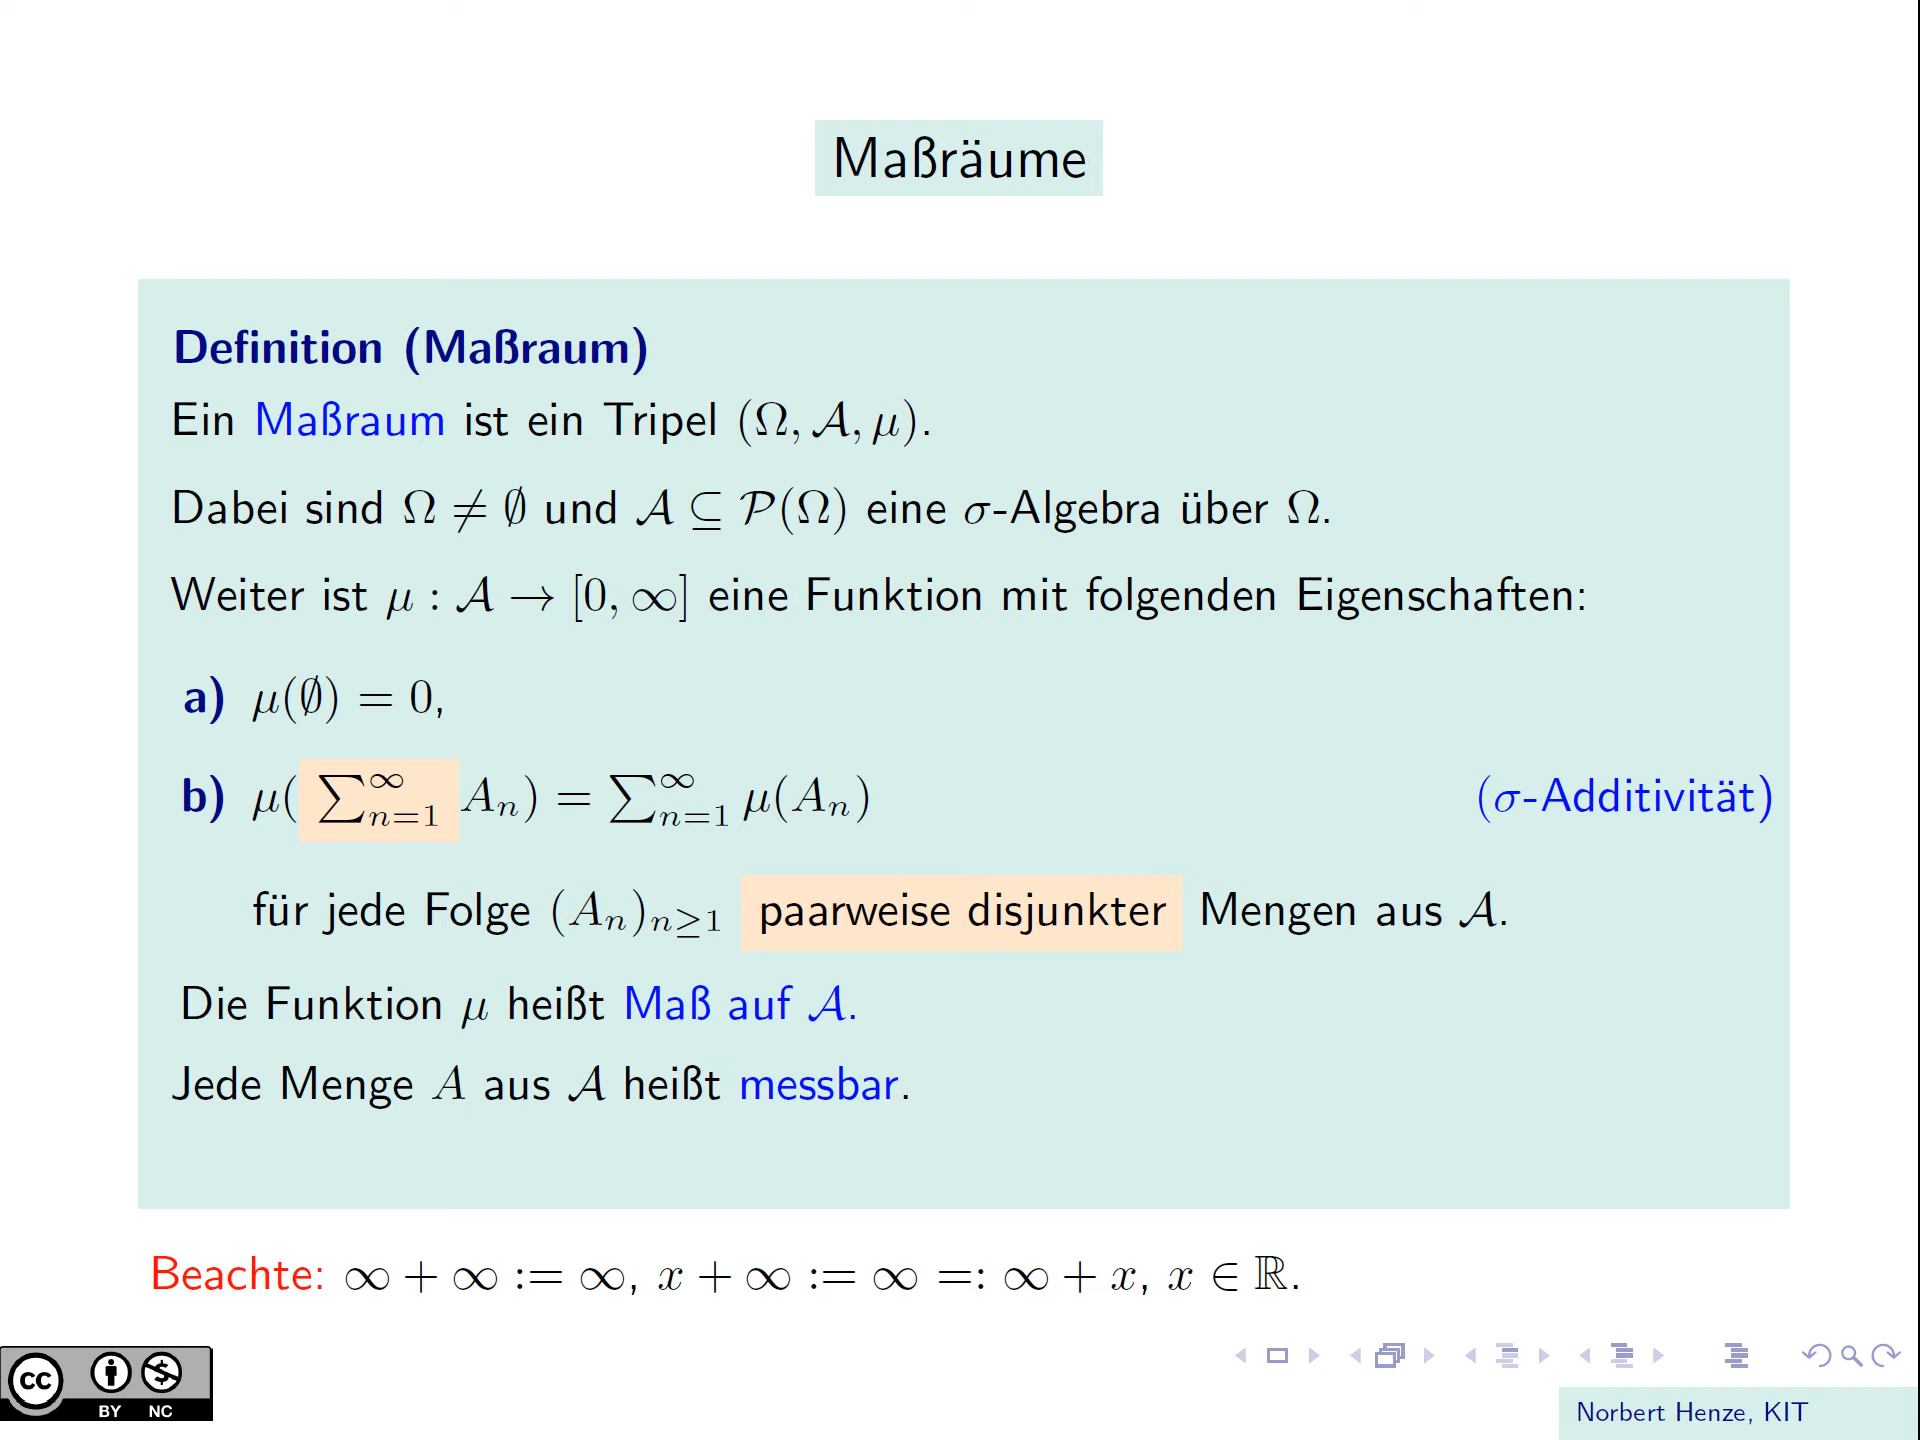 Maßräume
Definition (Maßraum)
Ein Maßraum ist ein Tripel (Ω, 𝒜, μ).
Dabei sind Ω ≠ ∅ und 𝒜 ⊆ 𝒫(Ω) eine σ-Algebra über Ω.
Weiter ist μ : 𝒜 → [0, ∞] eine Funktion mit folgenden Eigenschaften:
a) μ(∅) = 0,
b) μ( ∑_{n=1}^∞ A_n) = ∑_{n=1}^∞ μ(A_n) (σ-Additivität)
für jede Folge (A_n)_{n≥1} paarweise disjunkter Mengen aus 𝒜.
Die Funktion μ heißt Maß auf 𝒜.
Jede Menge A aus 𝒜 heißt messbar.
Beachte: ∞ + ∞ := ∞, x + ∞ := ∞ =: ∞ + x, x ∈ ℝ.
cc
BY NC
Norbert Henze, KIT